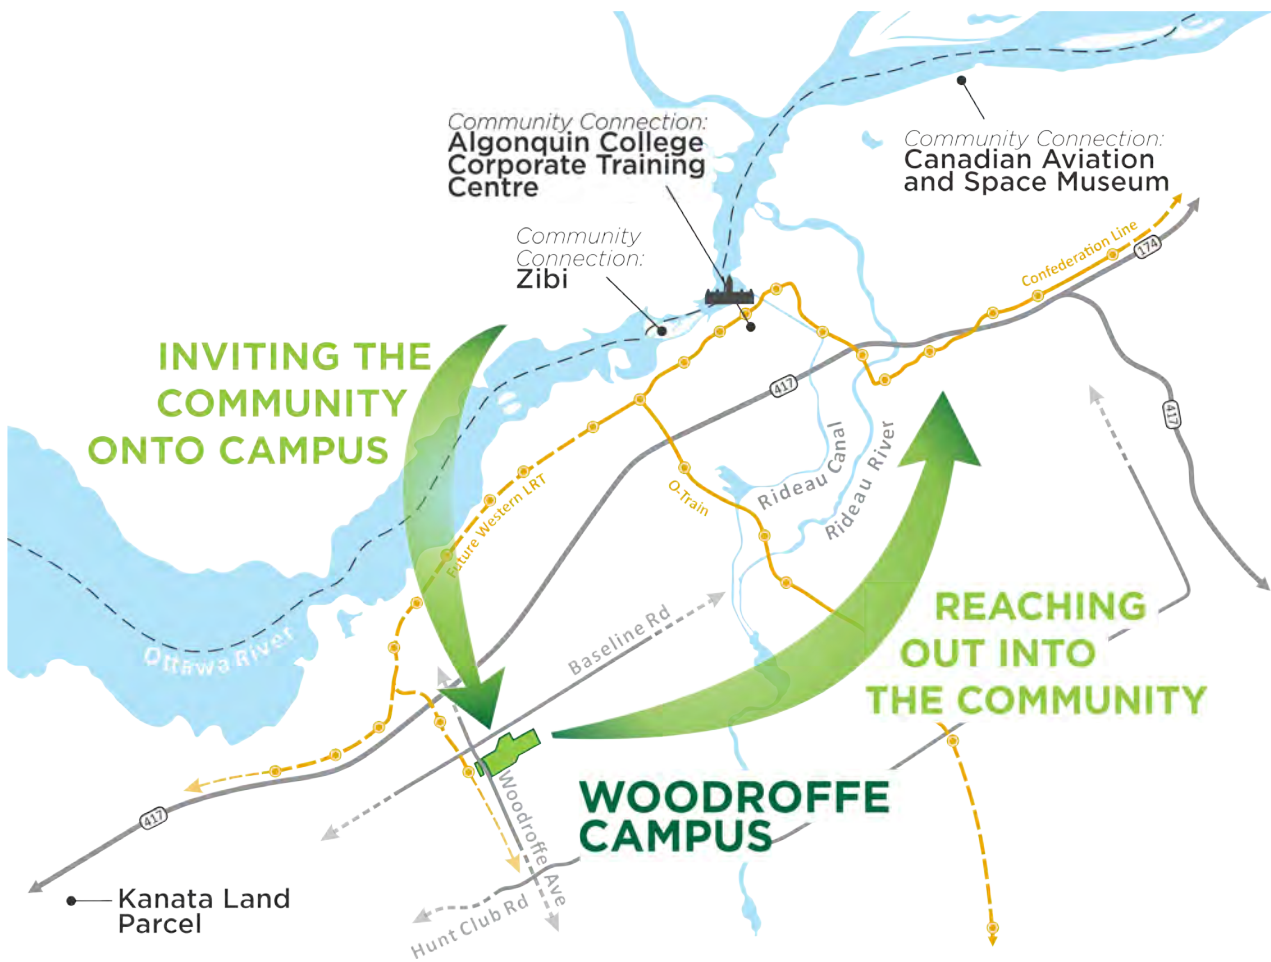 Community Connection:
Algonquin College
Corporate Training
Centre
Community Connection:
Canadian Aviation
and Space Museum
Community
Connection:
Zibi
Confederation Line
174
INVITING THE
COMMUNITY
ONTO CAMPUS
417
417
Rideau Canal
Rideau River
O-Train
Future Western LRT
Ottawa River
Baseline Rd
REACHING
OUT INTO
THE COMMUNITY
WOODROFFE
CAMPUS
Woodroffe Ave
417
Kanata Land
Parcel
Hunt Club Rd